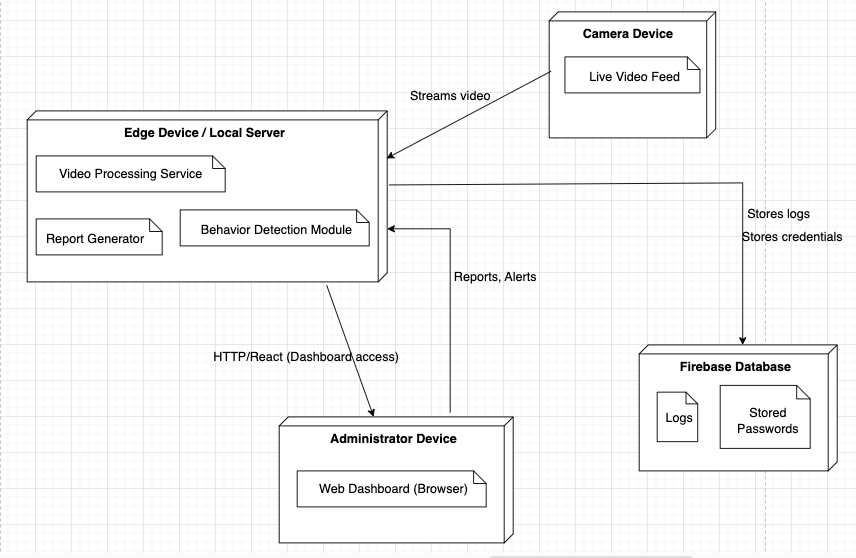 Camera Device
Live Video Feed
Streams video
Edge Device / Local Server
Video Processing Service
Report Generator
Behavior Detection Module
Stores logs
Stores credentials
Reports, Alerts
HTTP/React (Dashboard access)
Firebase Database
Logs
Stored
Passwords
Administrator Device
Web Dashboard (Browser)